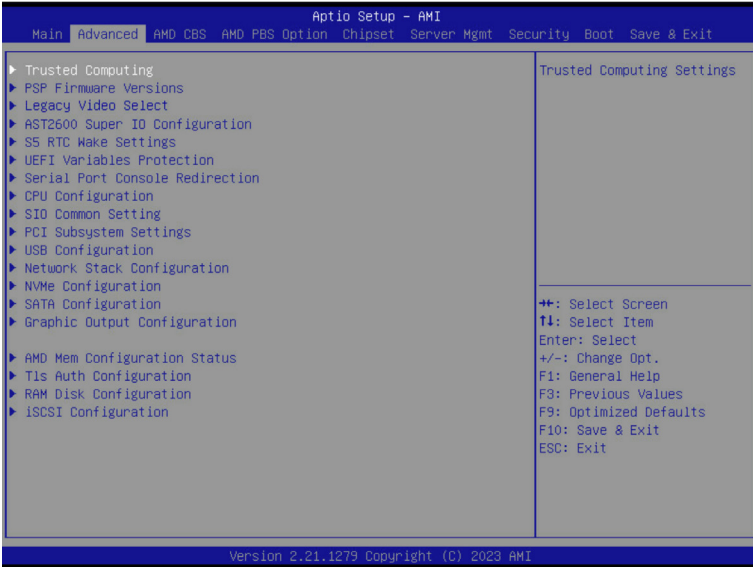 Aptio Setup – AMI
Main Advanced AMD CBS AMD PBS Option Chipset Server Mgmt Security Boot Save & Exit
Trusted Computing
PSP Firmware Versions
Legacy Video Select
AST2600 Super IO Configuration
S5 RTC Wake Settings
UEFI Variables Protection
Serial Port Console Redirection
CPU Configuration
SIO Common Setting
PCI Subsystem Settings
USB Configuration
Network Stack Configuration
NVMe Configuration
SATA Configuration
Graphic Output Configuration
AMD Mem Configuration Status
Tls Auth Configuration
RAM Disk Configuration
iSCSI Configuration
Trusted Computing Settings
→←: Select Screen
↑↓: Select Item
Enter: Select
+/-: Change Opt.
F1: General Help
F3: Previous Values
F9: Optimized Defaults
F10: Save & Exit
ESC: Exit
Version 2.21.1279 Copyright (C) 2023 AMI